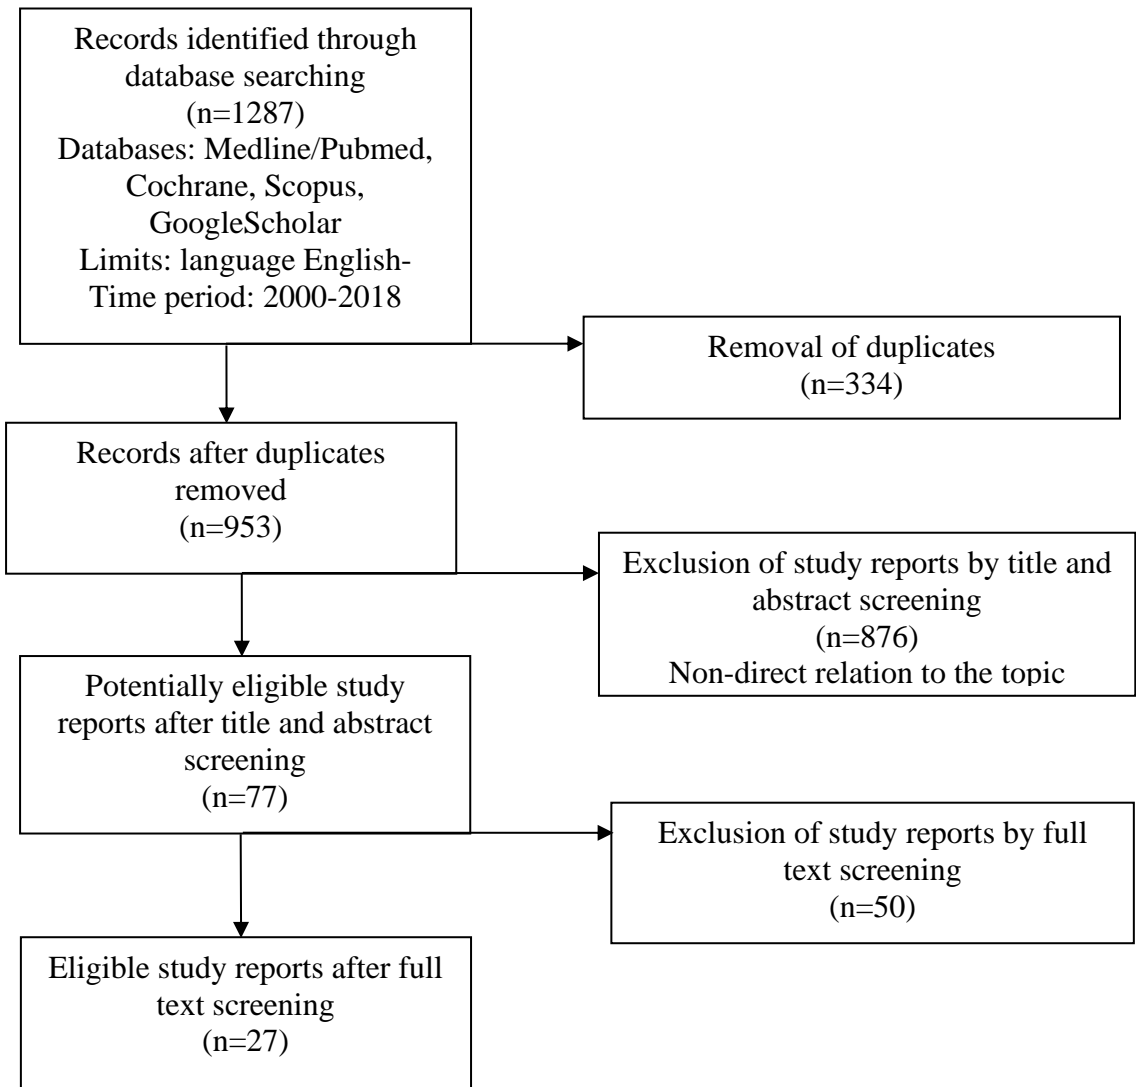 Records identified through
database searching
(n=1287)
Databases: Medline/Pubmed,
Cochrane, Scopus,
GoogleScholar
Limits: language English-
Time period: 2000-2018
Removal of duplicates
(n=334)
Records after duplicates
removed
(n=953)
Exclusion of study reports by title and
abstract screening
(n=876)
Non-direct relation to the topic
Potentially eligible study
reports after title and abstract
screening
(n=77)
Exclusion of study reports by full
text screening
(n=50)
Eligible study reports after full
text screening
(n=27)